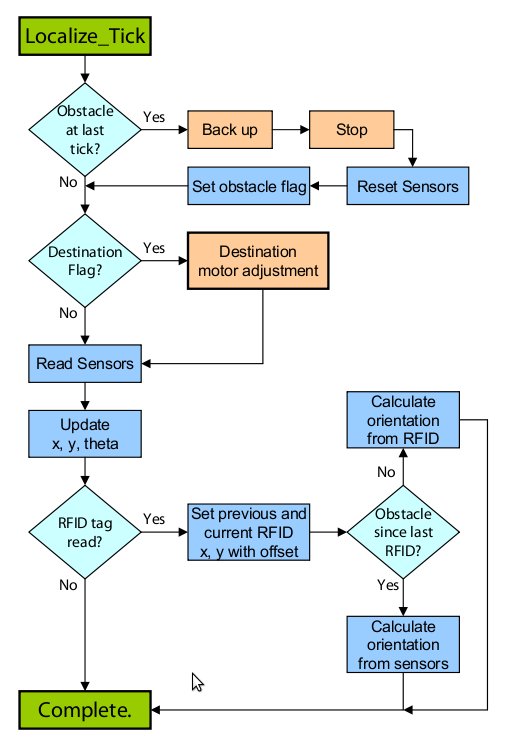 Localize_Tick
Obstacle
at last
tick?
Yes
Back up
Stop
No
Set obstacle flag
Reset Sensors
Destination
Flag?
Yes
Destination
motor adjustment
No
Read Sensors
Update
x, y, theta
Calculate
orientation
from RFID
No
RFID tag
read?
Yes
Set previous and
current RFID
x, y with offset
Obstacle
since last
RFID?
No
Yes
Calculate
orientation
from sensors
Complete.